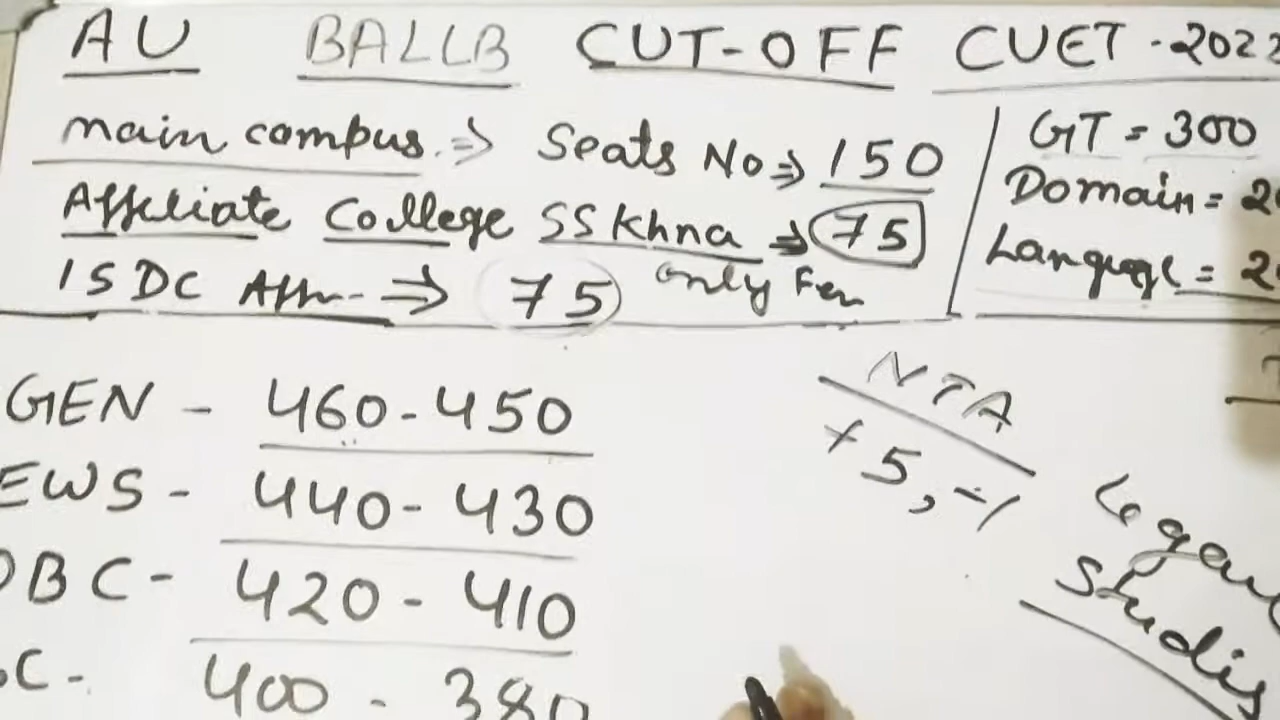 AU BALLB CUT-OFF CUET - 202
main campus => Seats No => 150
Affiliate College SS Khna => 75
only Fem
ISDC Affi-- => 75
GT = 300
Domain = 2
Language = 2
GEN - 460-450
EWS - 440-430
OBC - 420 - 410
C - 400 - 380
NTA
+5, -1
Legal
Studis